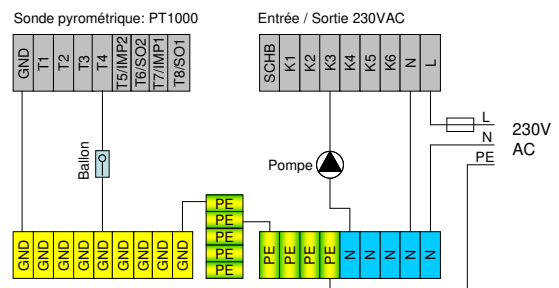 Sonde pyrométrique: PT1000
Entrée / Sortie 230VAC
GND
T1
T2
T3
T4
T5/IMP2
T6/SO2
T7/IMP1
T8/SO1
SCHB
K1
K2
K3
K4
K5
K6
N
L
L
N
PE
230V
AC
Ballon
Pompe
PE
PE
PE
PE
PE
GND
GND
GND
GND
GND
GND
GND
GND
PE
PE
PE
PE
N
N
N
N